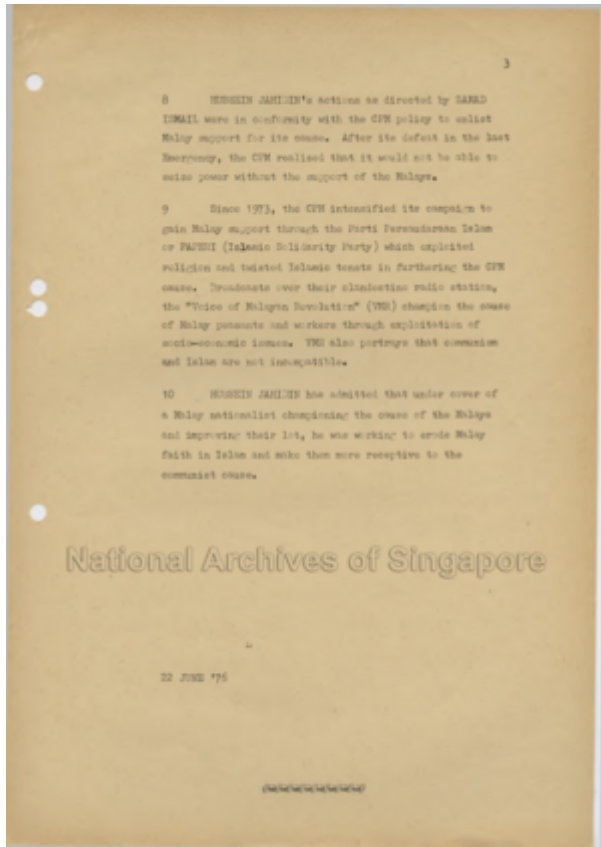 3
8 HUSSEIN JAHIDIN's actions as directed by SAMAD
ISMAIL were in conformity with the CPM policy to enlist
Malay support for its cause. After its defeat in the last
Emergency, the CPM realised that it would not be able to
seize power without the support of the Malays.
9 Since 1973, the CPM intensified its campaign to
gain Malay support through the Parti Persaudaraan Islam
or PAPERI (Islamic Solidarity Party) which exploited
religion and twisted Islamic tenets in furthering the CPM
cause. Broadcasts over their clandestine radio station,
the "Voice of Malayan Revolution" (VMR) champion the cause
of Malay peasants and workers through exploitation of
socio-economic issues. VMR also portrays that communism
and Islam are not incompatible.
10 HUSSEIN JAHIDIN has admitted that under cover of
a Malay nationalist championing the cause of the Malays
and improving their lot, he was working to erode Malay
faith in Islam and make them more receptive to the
communist cause.
National Archives of Singapore
22 JUNE '76